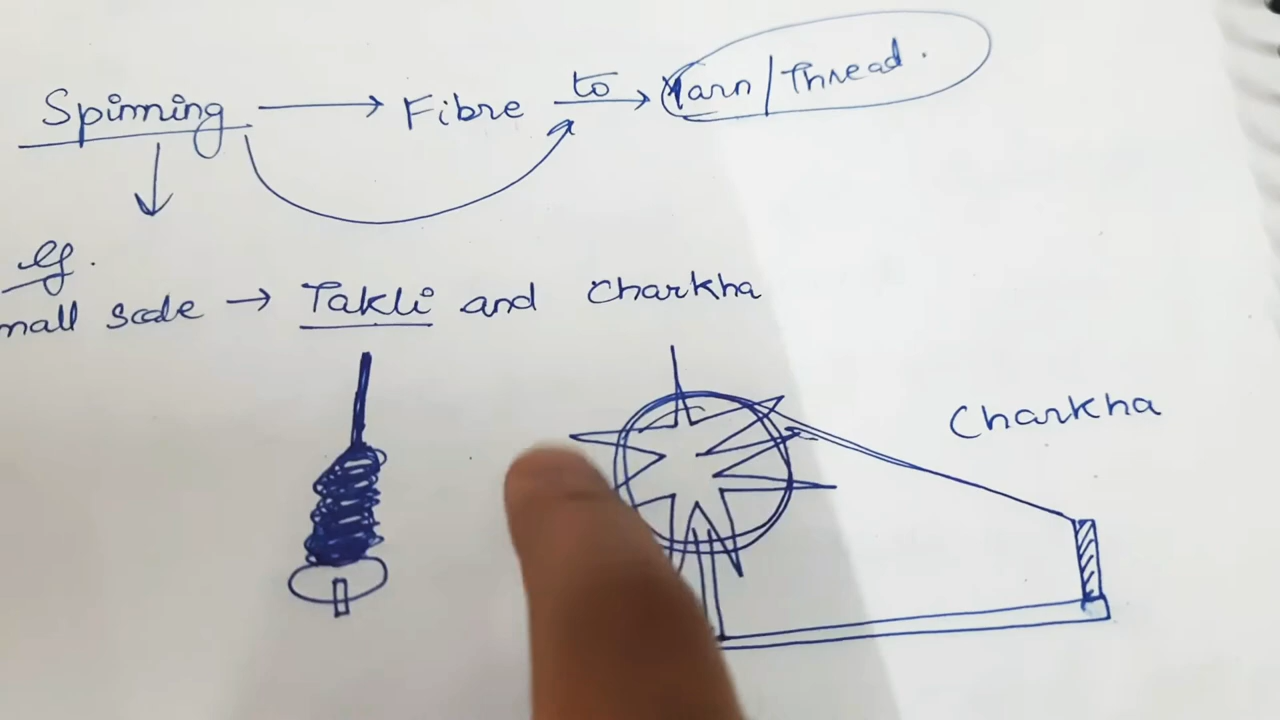 Spinning → Fibre to → Yarn/Thread.
eg.
mall scale → Takli and Charkha
Charkha